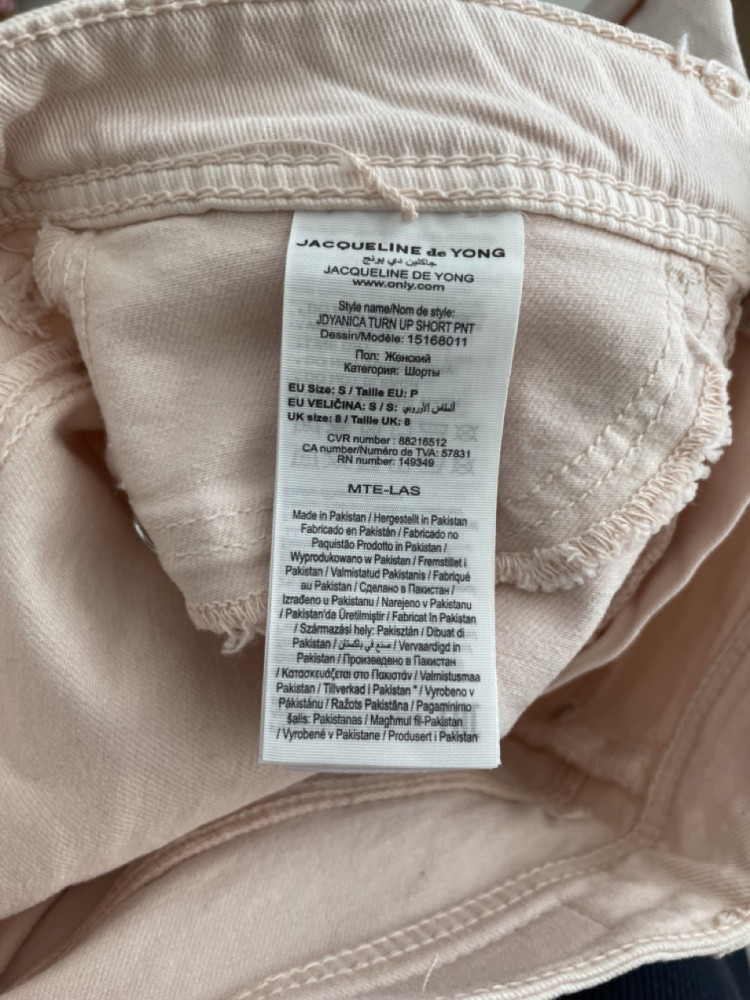 JACQUELINE de YONG
جاكلين دي يونج
JACQUELINE DE YONG
www.only.com
Style name/Nom de style:
JDYANICA TURN UP SHORT PNT
Dessin/Modèle: 15168011
Пол: Женский
Категория: Шорты
EU Size: S / Taille EU: P
EU VELIČINA: S / S: المقاس الأوروبي
UK size: 8 / Taille UK: 8
CVR number : 88216512
CA number/Numéro de TVA: 57831
RN number: 149349
MTE-LAS
Made in Pakistan / Hergestellt in Pakistan
Fabricado en Pakistán / Fabricado no
Paquistão Prodotto in Pakistan /
Wyprodukowano w Pakistan / Fremstillet i
Pakistan / Valmistatud Pakistanis / Fabriqué
au Pakistan / Сделано в Пакистан /
Izrađeno u Pakistanu / Narejeno v Pakistanu
/ Pakistan'da Üretilmiştir / Fabricat în Pakistan
/ Származási hely: Pakisztán / Dibuat di
Pakistan / صنع في باكستان / Vervaardigd in
Pakistan / Произведено в Пакистан
/ Κατασκευάζεται στο Πακιστάν / Valmistusmaa
Pakistan / Tillverkad i Pakistan * / Vyrobeno v
Pákistánu / Ražots Pakistāna / Pagaminimo
šalis: Pakistanas / Maghmul fil-Pakistan
/ Vyrobené v Pakistane / Produsert i Pakistan